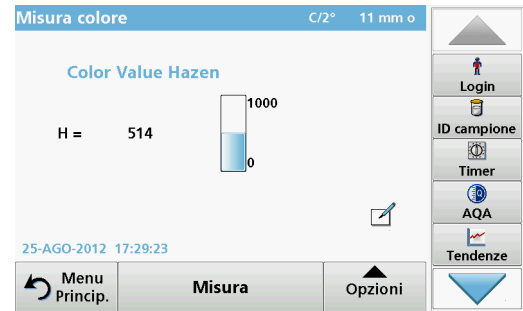 Misura colore C/2° 11 mm o
Color Value Hazen
1000
H = 514
0
25-AGO-2012 17:29:23
Menu
Princip.
Misura
Opzioni
Login
ID campione
Timer
AQA
Tendenze